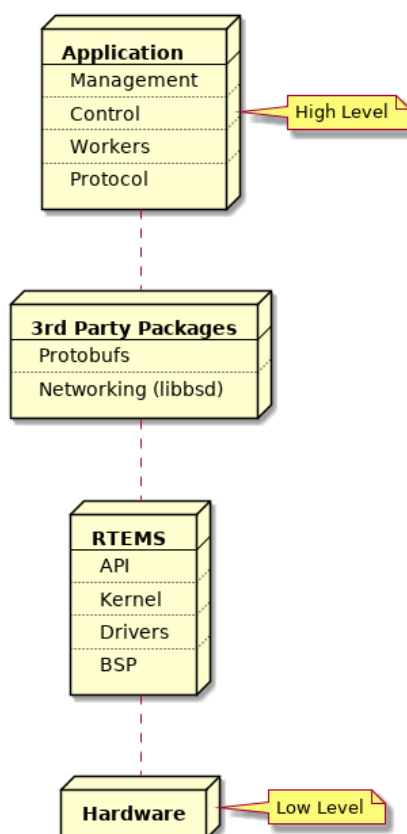 Application
Management
Control
High Level
Workers
Protocol
3rd Party Packages
Protobufs
Networking (libbsd)
RTEMS
API
Kernel
Drivers
BSP
Hardware
Low Level